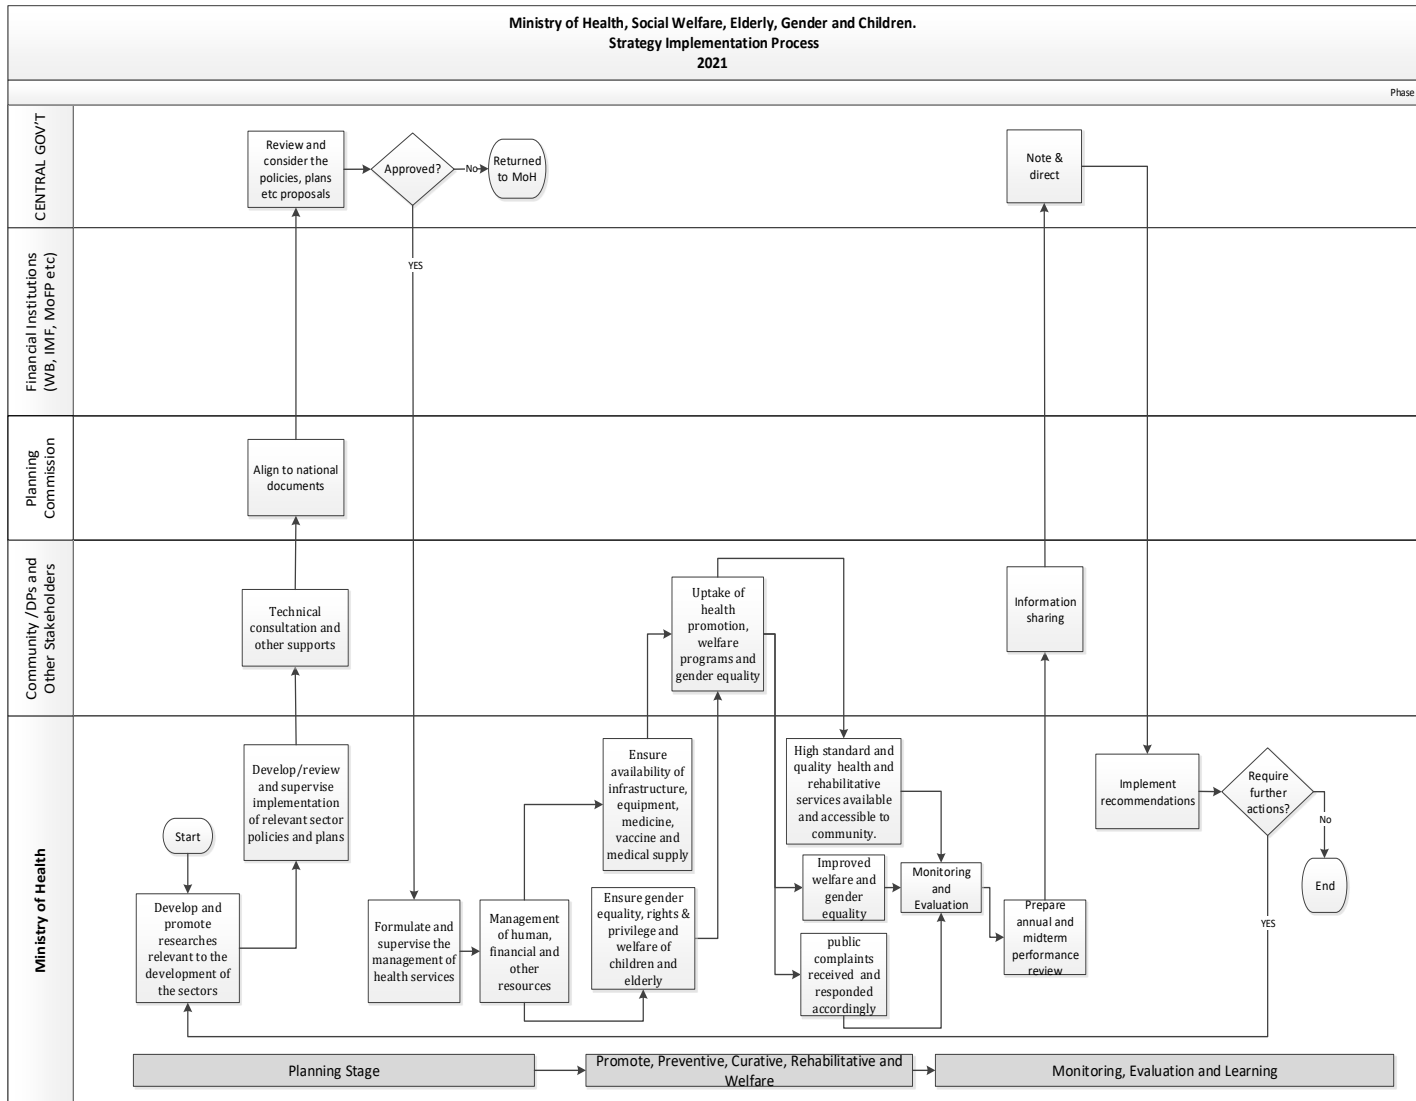 Ministry of Health, Social Welfare, Elderly, Gender and Children.
Strategy Implementation Process
2021
Phase
CENTRAL GOV'T
Review and
consider the
policies, plans
etc proposals
Approved?
No
Returned
to MoH
YES
Note &
direct
Financial Institutions
(WB, IMF, MoFP etc)
Planning
Commission
Align to national
documents
Community /DPs and
Other Stakeholders
Technical
consultation and
other supports
Uptake of
health
promotion,
welfare
programs and
gender equality
Information
sharing
Ministry of Health
Start
Develop and
promote researches
relevant to the
development of
the sectors
Develop/review
and supervise
implementation
of relevant sector
policies and plans
Formulate and
supervise the
management of
health services
Management
of human,
financial and
other
resources
Ensure
availability of
infrastructure,
equipment,
medicine,
vaccine and
medical supply
Ensure gender
equality, rights &
privilege and
welfare of
children and
elderly
High standard and
quality health and
rehabilitative
services available
and accessible to
community.
Improved
welfare and
gender
equality
public
complaints
received and
responded
accordingly
Monitoring
and
Evaluation
Prepare
annual and
midterm
performance
review
Implement
recommendations
Require
further
actions?
No
End
YES
Planning Stage
Promote, Preventive, Curative, Rehabilitative and
Welfare
Monitoring, Evaluation and Learning